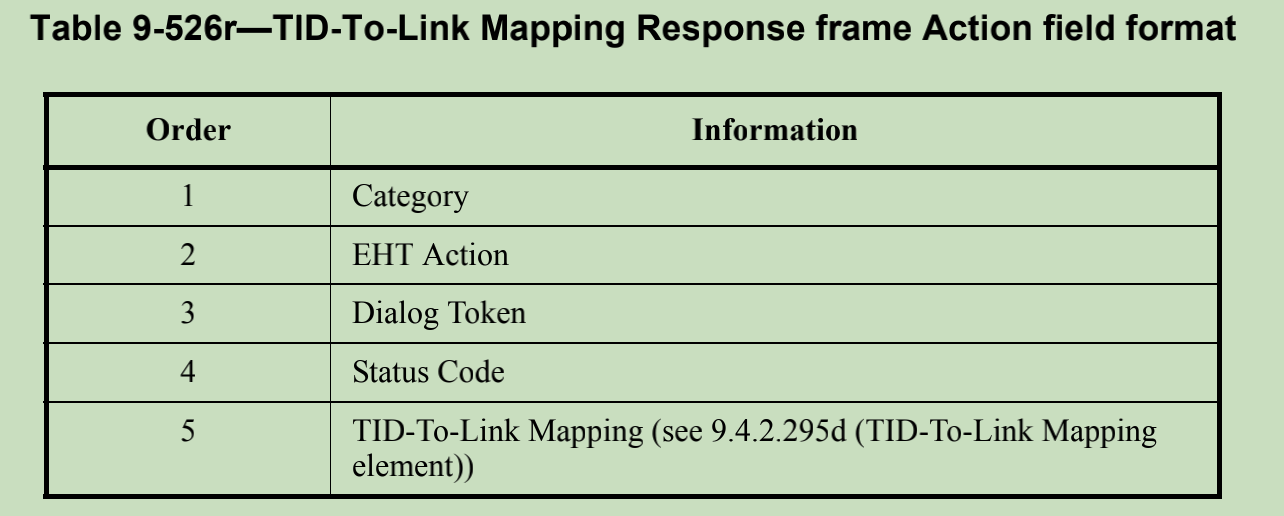 Table 9-526r—TID-To-Link Mapping Response frame Action field format
Order Information
1 Category
2 EHT Action
3 Dialog Token
4 Status Code
5 TID-To-Link Mapping (see 9.4.2.295d (TID-To-Link Mapping
element))